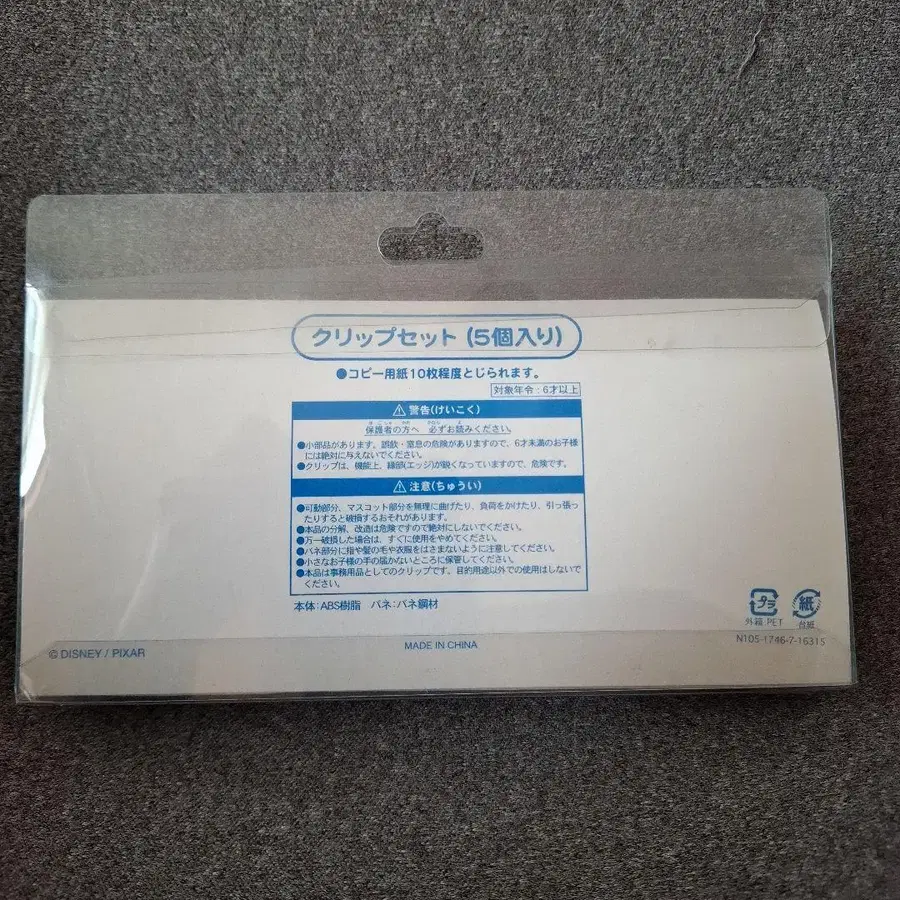 クリップセット (5個入り)
●コピー用紙10枚程度とじられます。
対象年令:6才以上
⚠ 警告(けいこく)
保護者の方へ 必ずお読みください。
●小部品があります。誤飲・窒息の危険がありますので、6才未満のお子様
には絶対に与えないでください。
●クリップは、機能上、縁部(エッジ)が鋭くなっていますので、危険です。
⚠ 注意(ちゅうい)
●可動部分、マスコット部分を無理に曲げたり、負荷をかけたり、引っ張っ
たりすると破損するおそれがあります。
●本品の分解、改造は危険ですので絶対にしないでください。
●万一破損した場合は、すぐに使用をやめてください。
●バネ部分に指や髪の毛や衣服をはさまないように注意してください。
●小さなお子様の手の届かないところに保管してください。
●本品は事務用品としてのクリップです。目的用途以外での使用はしないで
ください。
本体:ABS樹脂 バネ:バネ鋼材
プラ 紙
外箱 PET 台紙
N105-1746-7-16315
© DISNEY / PIXAR
MADE IN CHINA